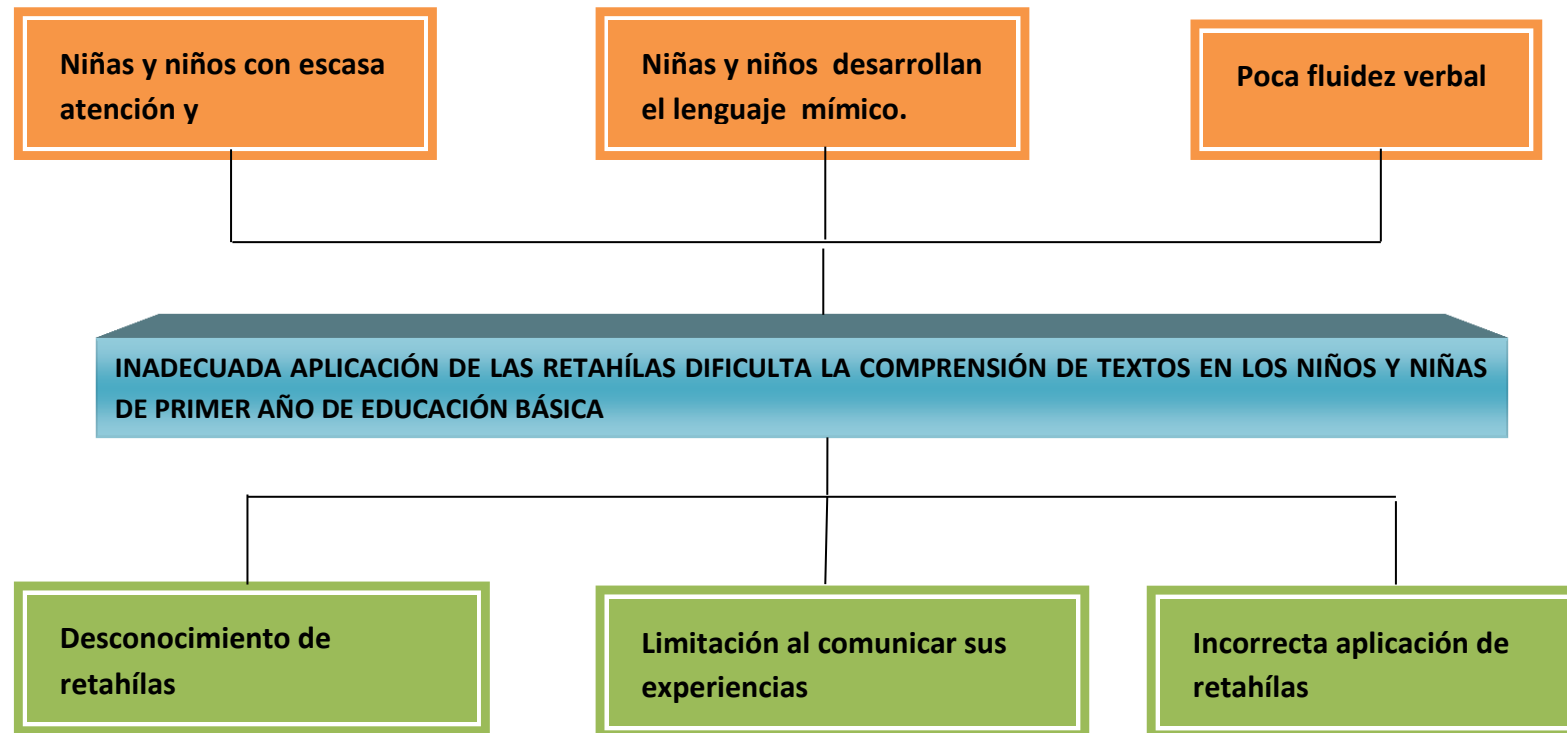 Niñas y niños con escasa
atención y
Niñas y niños desarrollan
el lenguaje mímico.
Poca fluidez verbal
INADECUADA APLICACIÓN DE LAS RETAHÍLAS DIFICULTA LA COMPRENSIÓN DE TEXTOS EN LOS NIÑOS Y NIÑAS
DE PRIMER AÑO DE EDUCACIÓN BÁSICA
Desconocimiento de
retahílas
Limitación al comunicar sus
experiencias
Incorrecta aplicación de
retahílas